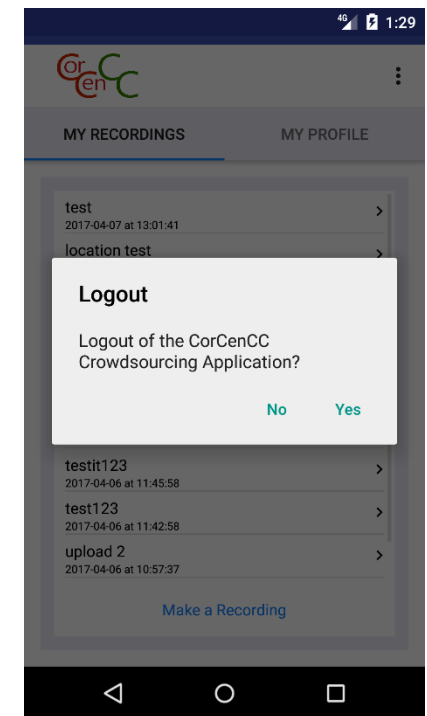 4G 1:29
CorCenCC
MY RECORDINGS MY PROFILE
test
2017-04-07 at 13:01:41
location test
Logout
Logout of the CorCenCC
Crowdsourcing Application?
No Yes
testit123
2017-04-06 at 11:45:58
test123
2017-04-06 at 11:42:58
upload 2
2017-04-06 at 10:57:37
Make a Recording